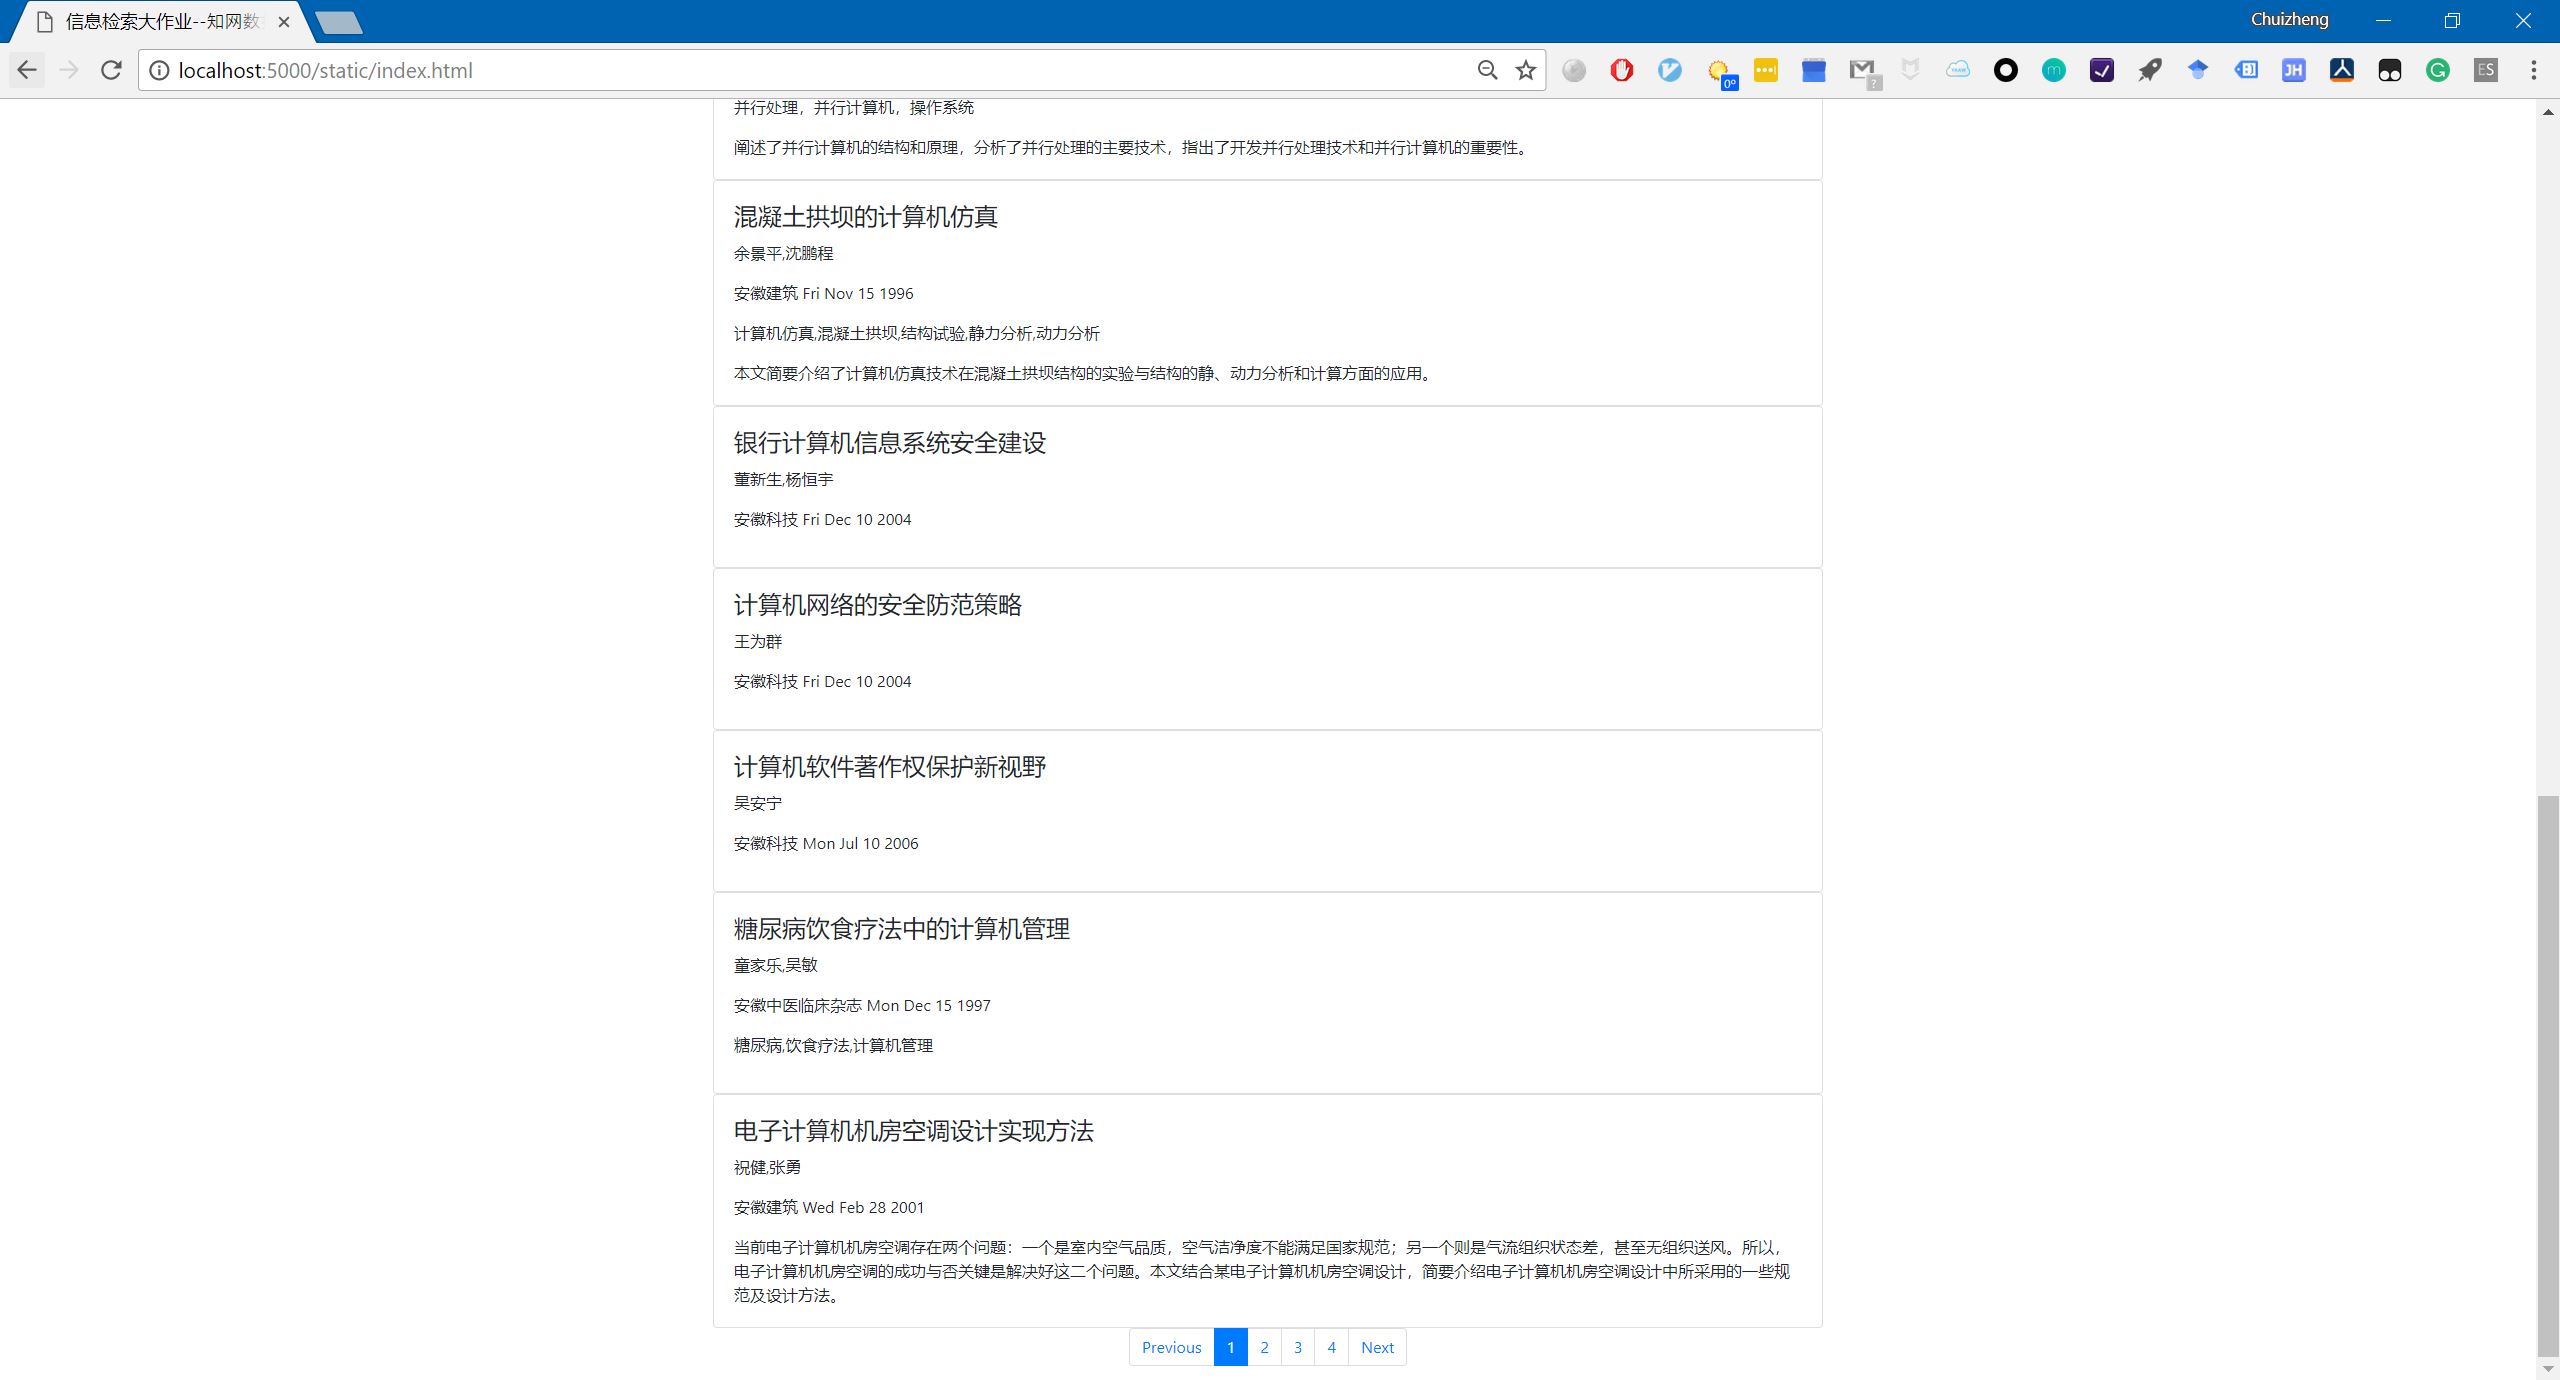 信息检索大作业--知网数
Chuizheng
localhost:5000/static/index.html
0°
?
m
JH
ES
并行处理，并行计算机，操作系统
阐述了并行计算机的结构和原理，分析了并行处理的主要技术，指出了开发并行处理技术和并行计算机的重要性。
混凝土拱坝的计算机仿真
余景平,沈鹏程
安徽建筑 Fri Nov 15 1996
计算机仿真,混凝土拱坝,结构试验,静力分析,动力分析
本文简要介绍了计算机仿真技术在混凝土拱坝结构的实验与结构的静、动力分析和计算方面的应用。
银行计算机信息系统安全建设
董新生,杨恒宇
安徽科技 Fri Dec 10 2004
计算机网络的安全防范策略
王为群
安徽科技 Fri Dec 10 2004
计算机软件著作权保护新视野
吴安宁
安徽科技 Mon Jul 10 2006
糖尿病饮食疗法中的计算机管理
童家乐,吴敏
安徽中医临床杂志 Mon Dec 15 1997
糖尿病,饮食疗法,计算机管理
电子计算机机房空调设计实现方法
祝健,张勇
安徽建筑 Wed Feb 28 2001
当前电子计算机机房空调存在两个问题：一个是室内空气品质，空气洁净度不能满足国家规范；另一个则是气流组织状态差，甚至无组织送风。所以，
电子计算机机房空调的成功与否关键是解决好这二个问题。本文结合某电子计算机机房空调设计，简要介绍电子计算机机房空调设计中所采用的一些规
范及设计方法。
Previous 1 2 3 4 Next